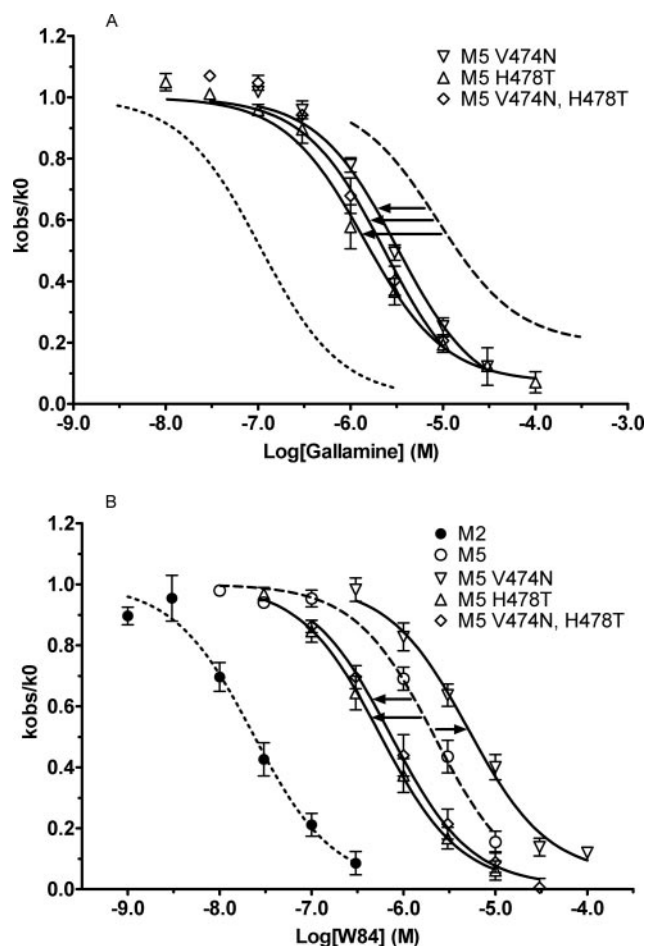 A
1.2
1.0
0.8
0.6
0.4
0.2
0.0
kobs/k0
M5 V474N
M5 H478T
M5 V474N, H478T
-9.0 -8.0 -7.0 -6.0 -5.0 -4.0 -3.0
Log[Gallamine] (M)
B
1.2
1.0
0.8
0.6
0.4
0.2
0.0
kobs/k0
M2
M5
M5 V474N
M5 H478T
M5 V474N, H478T
-9.0 -8.0 -7.0 -6.0 -5.0 -4.0
Log[W84] (M)